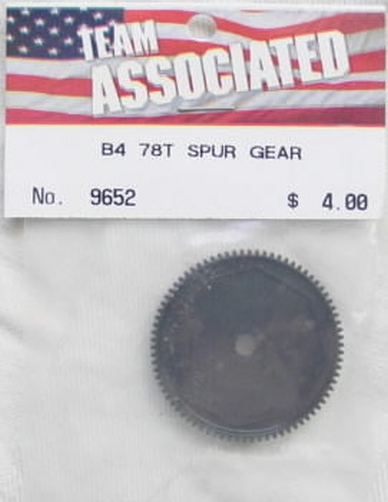 TEAM
ASSOCIATED
B4 78T SPUR GEAR
No. 9652 $ 4.00